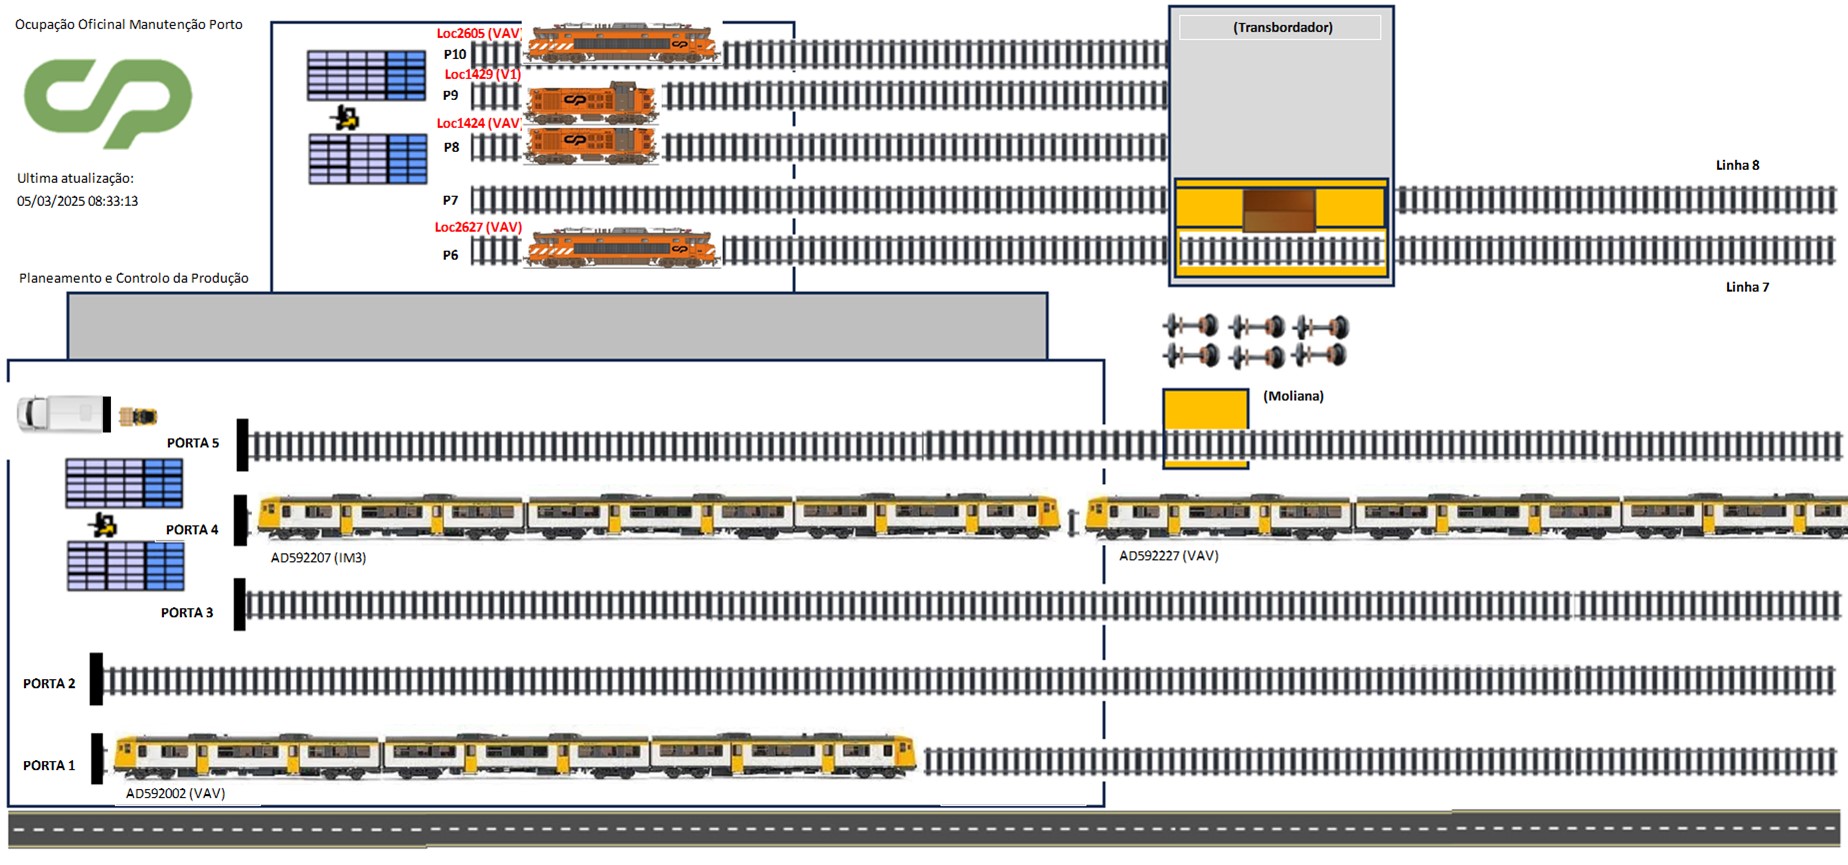 Ocupação Oficinal Manutenção Porto
Loc2605 (VAV)
P10
(Transbordador)
Loc1429 (V1)
P9
Loc1424 (VAV)
P8
Ultima atualização:
05/03/2025 08:33:13
P7
Linha 8
Loc2627 (VAV)
P6
Planeamento e Controlo da Produção
Linha 7
(Moliana)
PORTA 5
PORTA 4
AD592207 (IM3)
AD592227 (VAV)
PORTA 3
PORTA 2
PORTA 1
AD592002 (VAV)